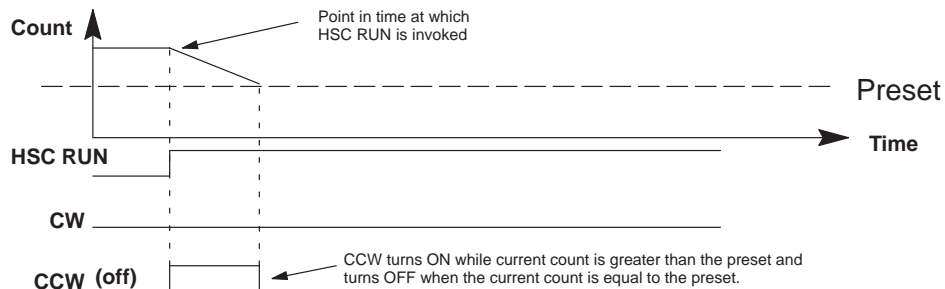 Point in time at which
HSC RUN is invoked
Count
Preset
Time
HSC RUN
CW
CCW turns ON while current count is greater than the preset and
turns OFF when the current count is equal to the preset.
CCW (off)